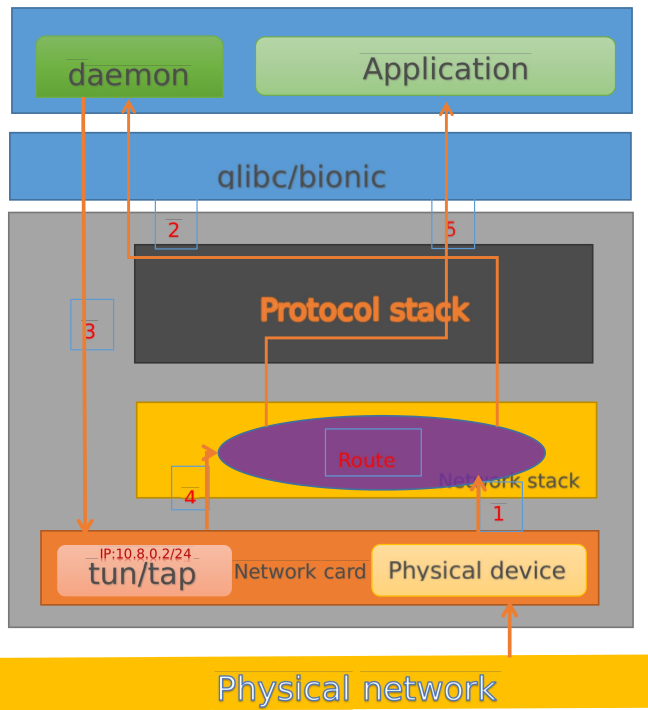 daemon
Application
glibc/bionic
2
5
Protocol stack
3
Route
Network stack
4
1
IP:10.8.0.2/24
tun/tap
Network card
Physical device
Physical network